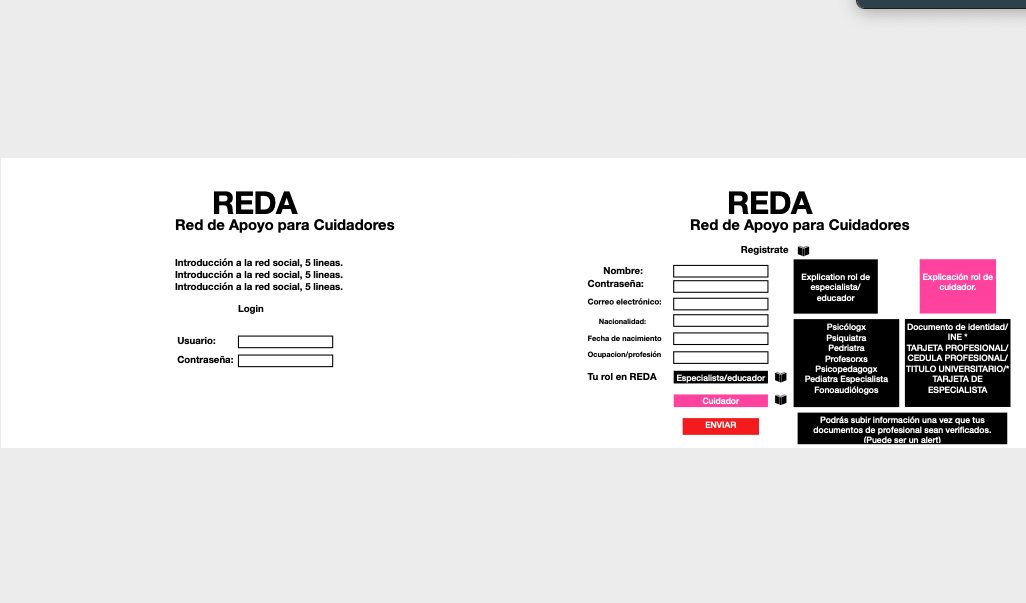 REDA
Red de Apoyo para Cuidadores
Introducción a la red social, 5 lineas.
Introducción a la red social, 5 lineas.
Introducción a la red social, 5 lineas.
Login
Usuario:
Contraseña:
REDA
Red de Apoyo para Cuidadores
Registrate
Nombre:
Contraseña:
Correo electrónico:
Nacionalidad:
Fecha de nacimiento
Ocupacion/profesión
Tu rol en REDA
Especialista/educador
Cuidador
ENVIAR
Explication rol de
especialista/
educador
Explicación rol de
cuidador.
Psicólogx
Psiquiatra
Pediatra
Profesorxs
Psicopedagogx
Pediatra Especialista
Fonoaudiólogos
Documento de identidad/
INE *
TARJETA PROFESIONAL/
CEDULA PROFESIONAL/
TITULO UNIVERSITARIO/*
TARJETA DE
ESPECIALISTA
Podrás subir información una vez que tus
documentos de profesional sean verificados.
(Puede ser un alert)